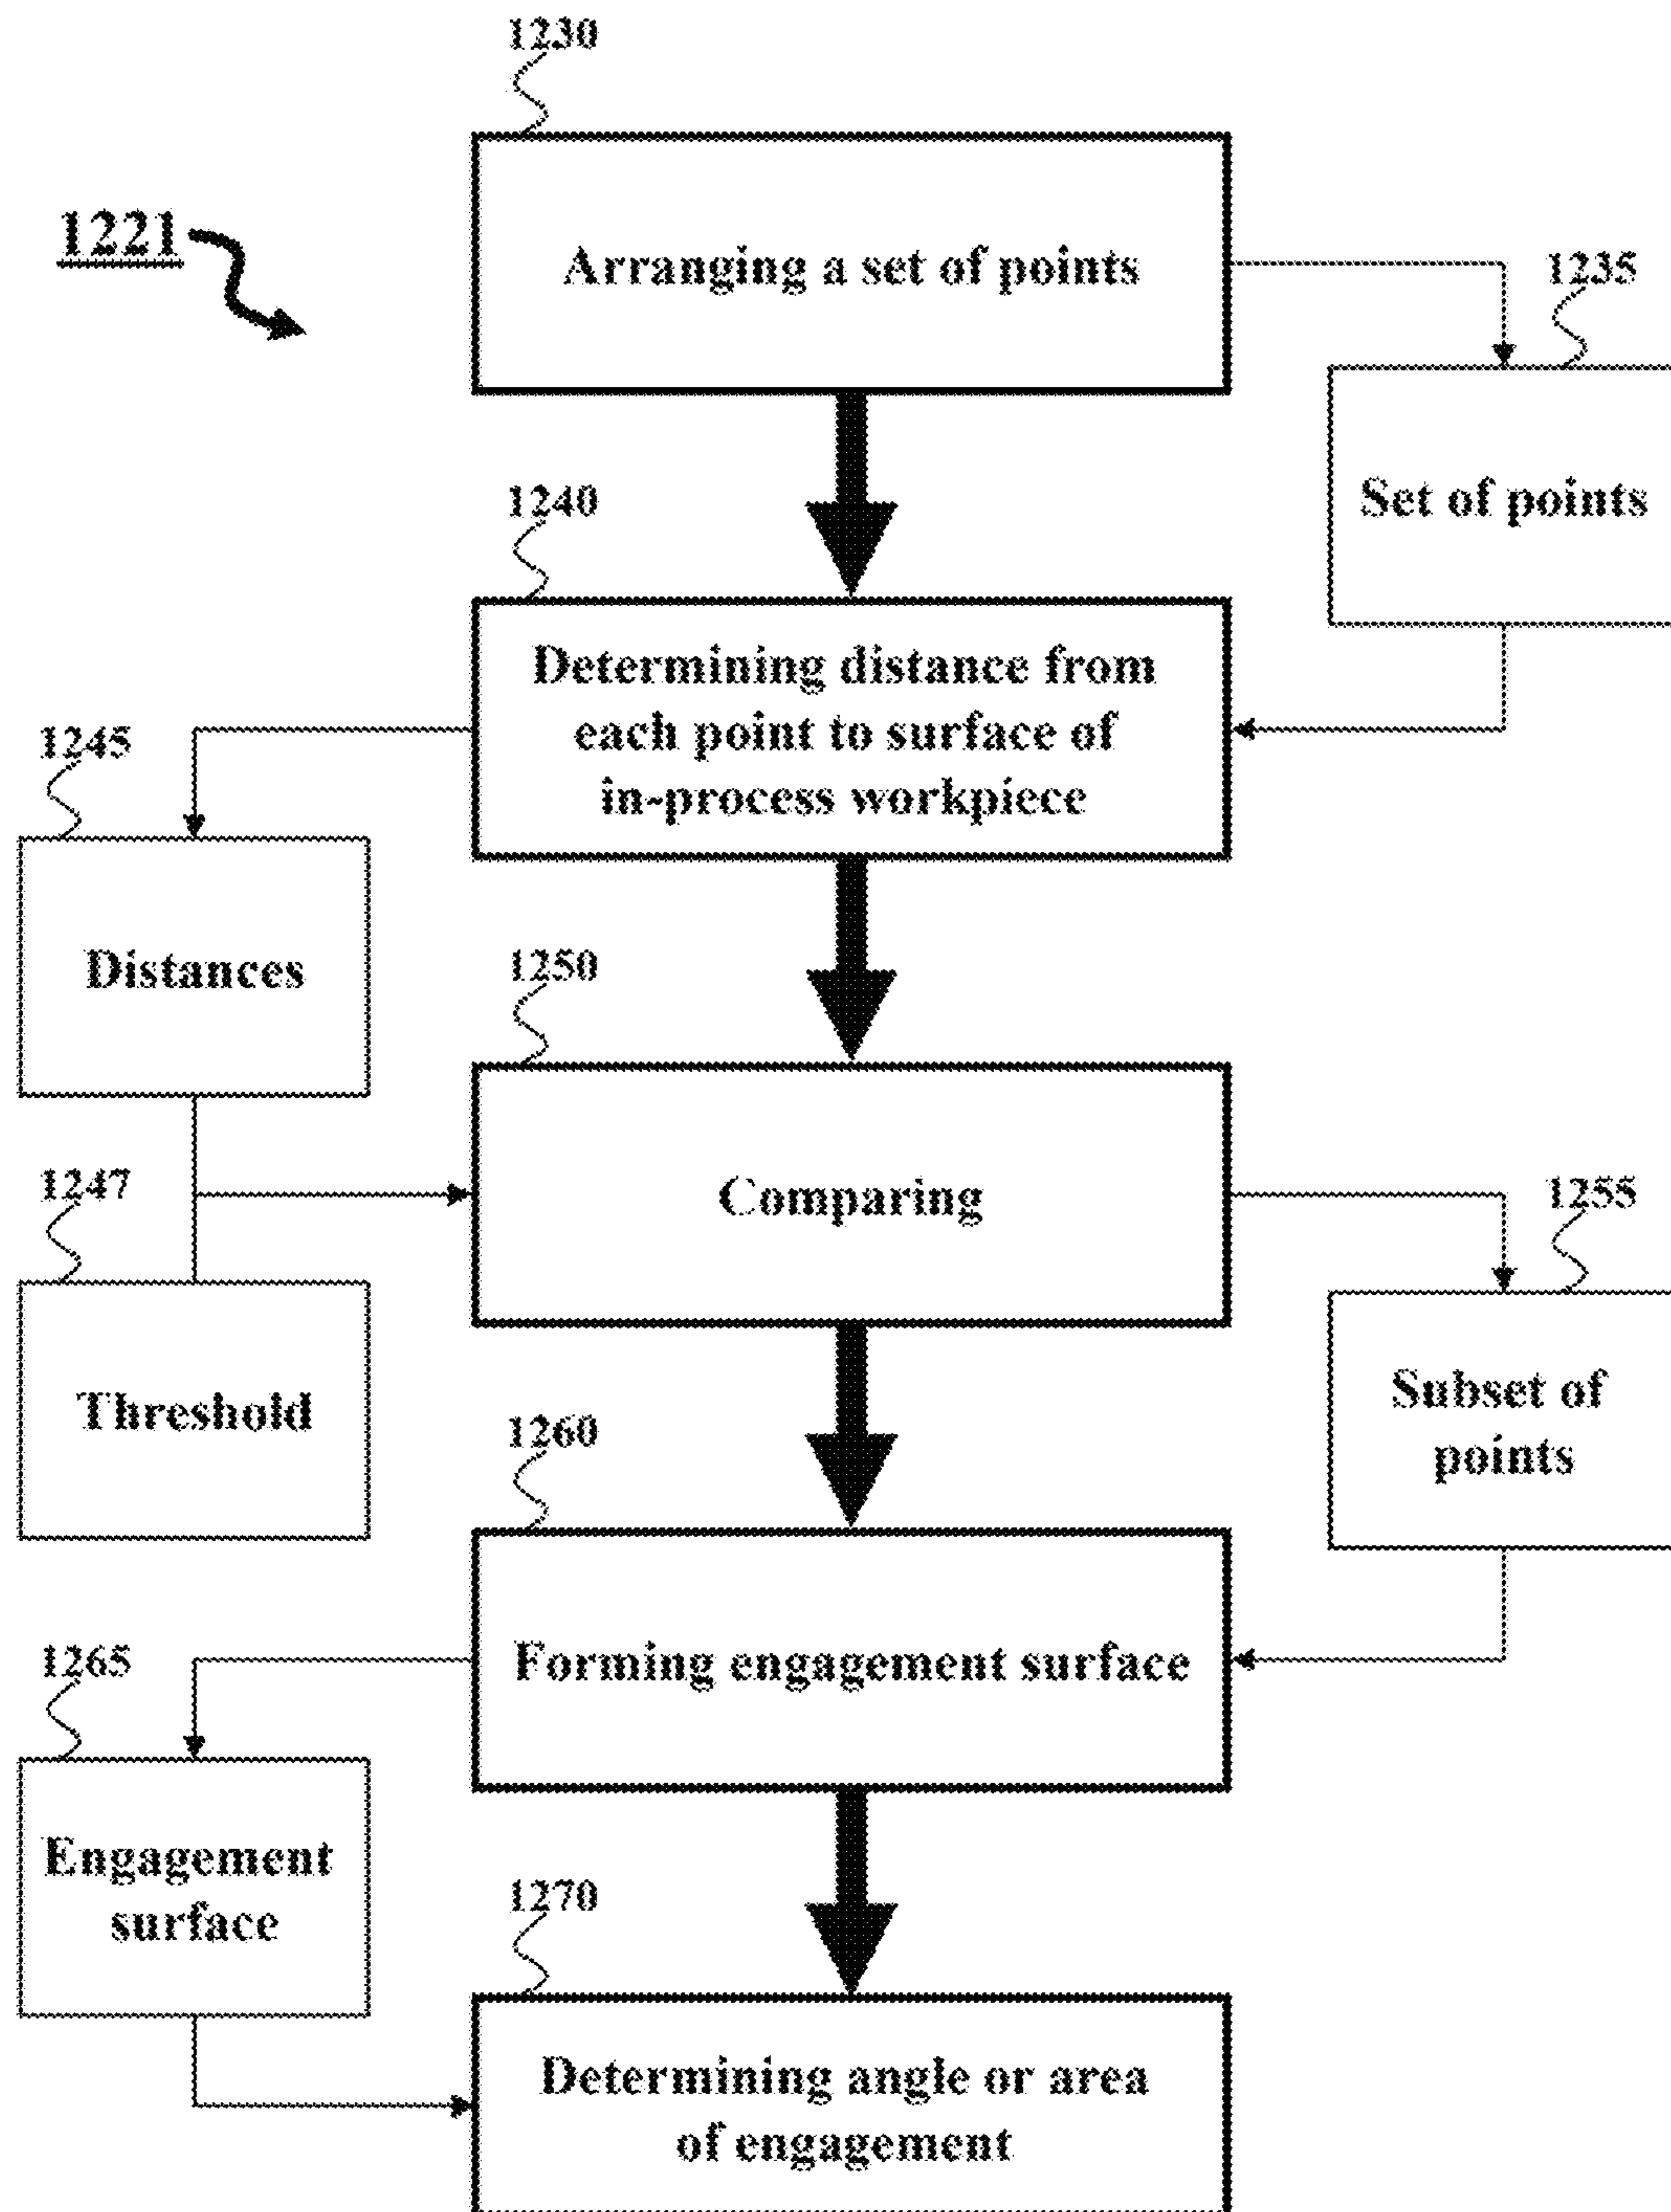 1230
1221
Arranging a set of points
1235
Set of points
1240
Determining distance from
each point to surface of
in-process workpiece
1245
Distances
1250
Comparing
1247
Threshold
1255
Subset of
points
1260
Forming engagement surface
1265
Engagement
surface
1270
Determining angle or area
of engagement